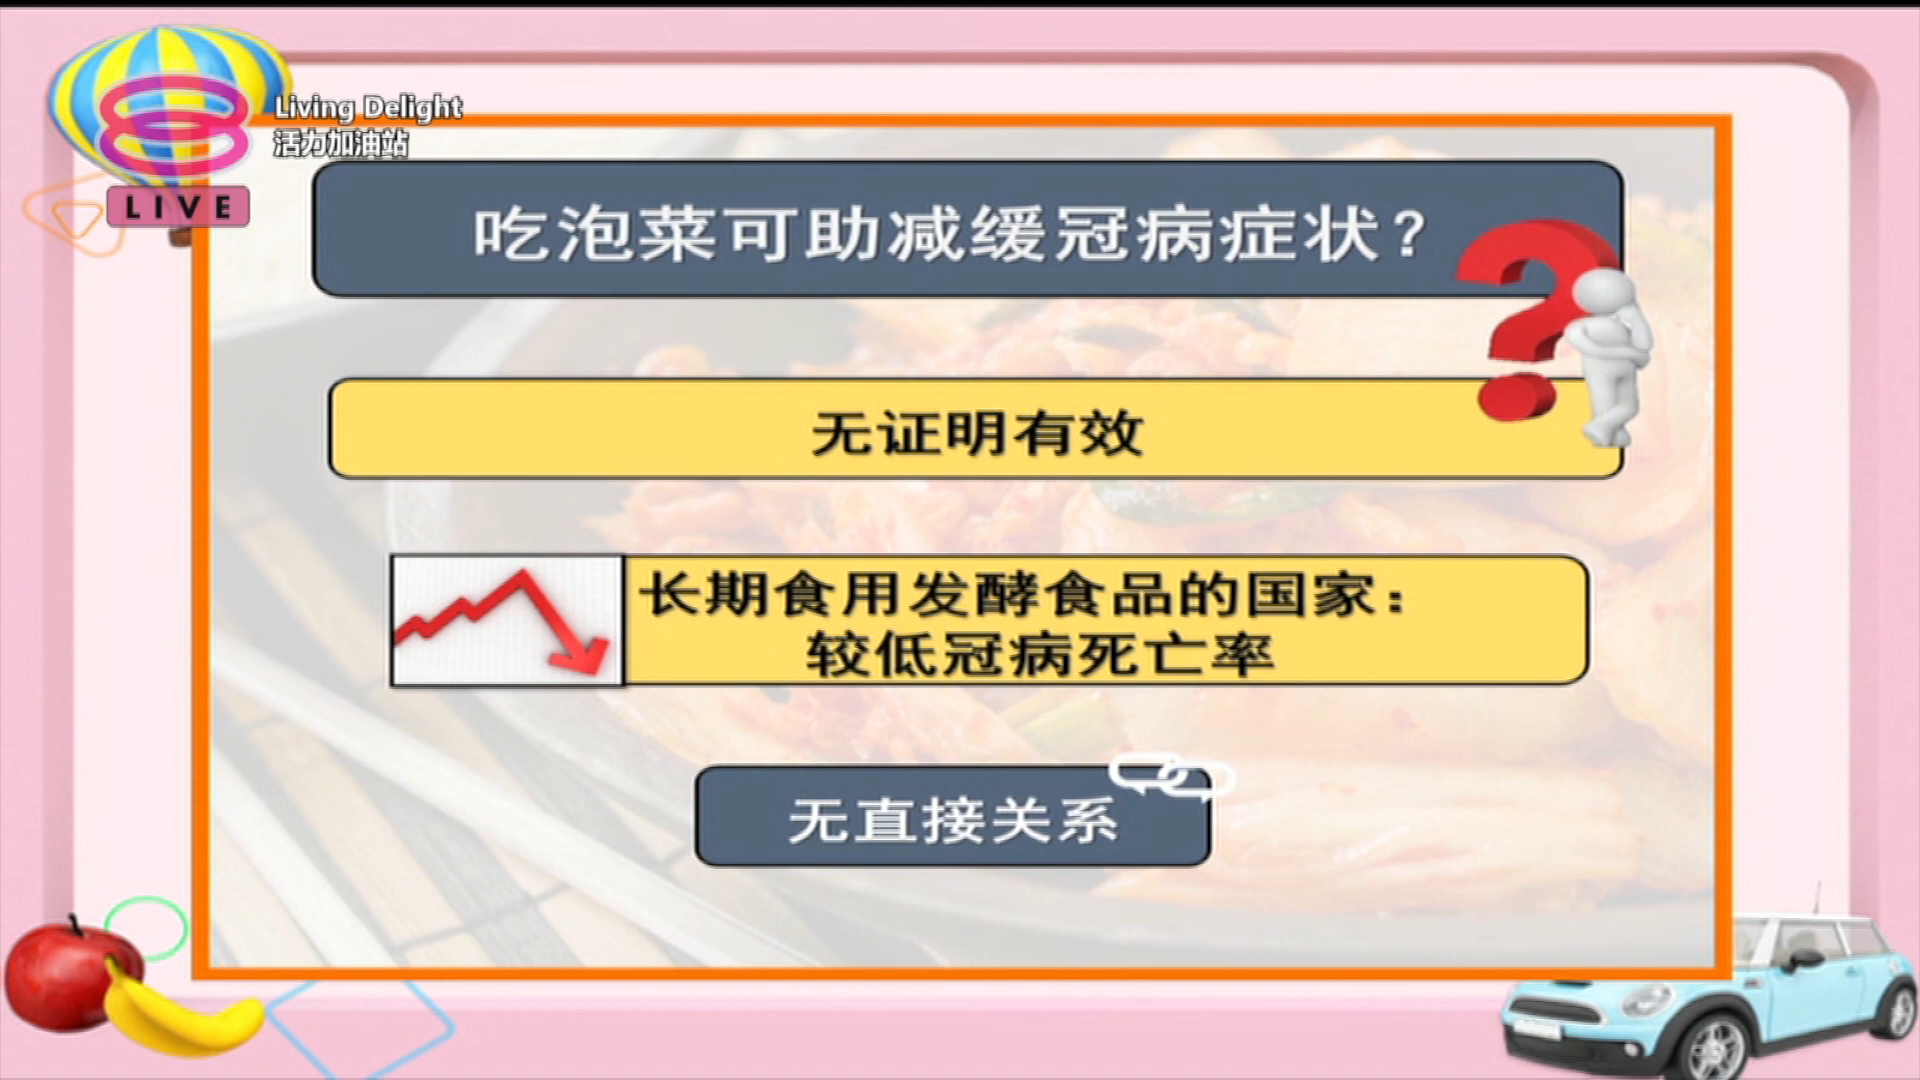 Living Delight
活力加油站
LIVE
吃泡菜可助减缓冠病症状？
无证明有效
长期食用发酵食品的国家：
较低冠病死亡率
无直接关系